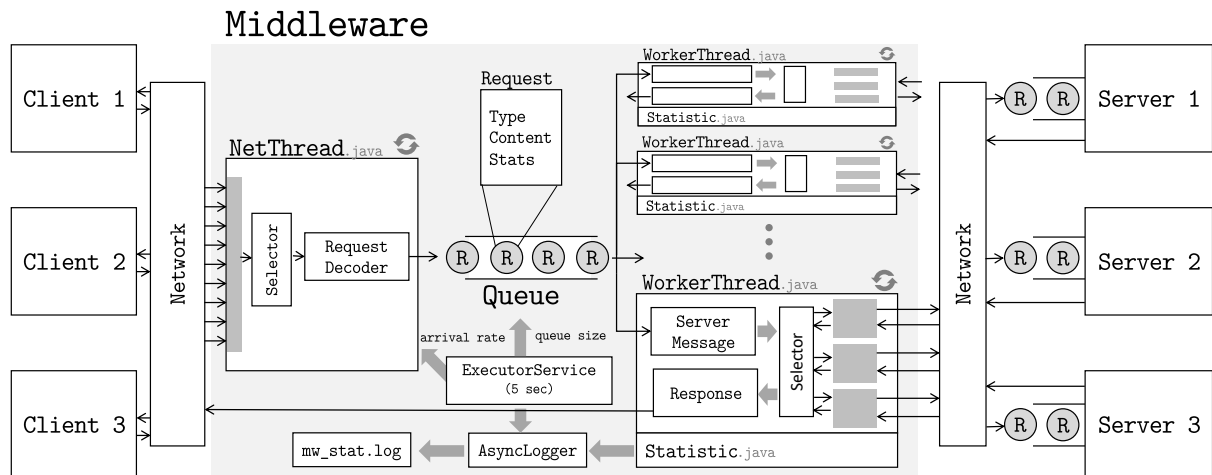 Middleware
Client 1
Client 2
Client 3
Network
NetThread.java
Selector
Request
Decoder
Request
Type
Content
Stats
R
R
R
R
Queue
arrival rate
queue size
ExecutorService
(5 sec)
AsyncLogger
mw_stat.log
WorkerThread.java
Statistic.java
WorkerThread.java
Statistic.java
WorkerThread.java
Server
Message
Selector
Response
Statistic.java
Network
R
R
Server 1
R
R
Server 2
R
R
Server 3